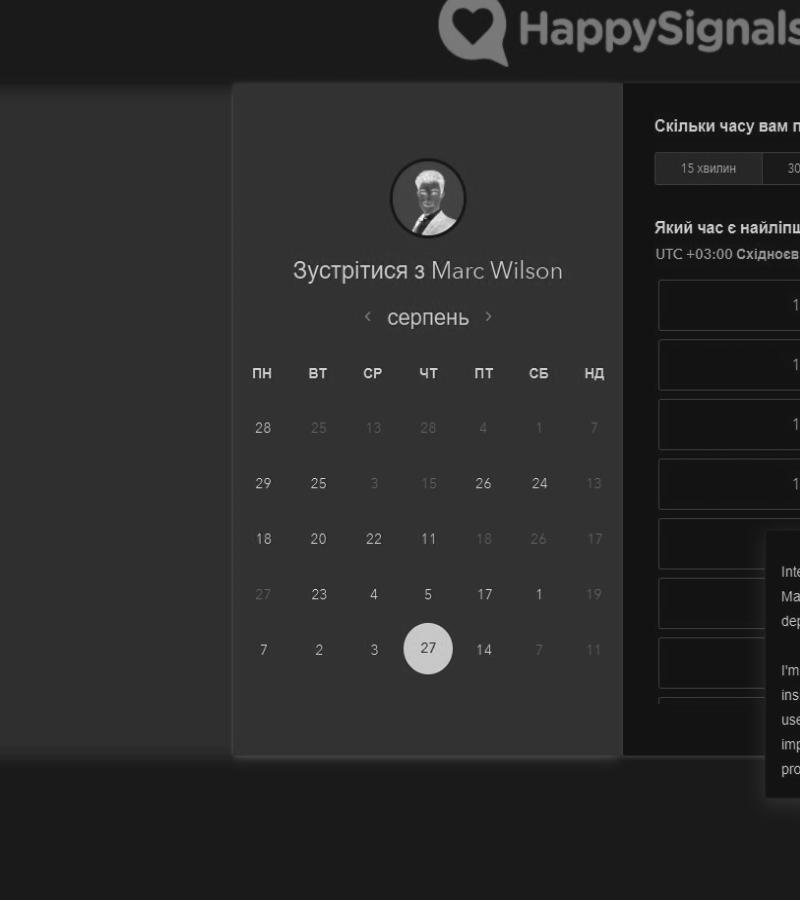 HappySignals
Зустрітися з Marc Wilson
‹ серпень ›
ПН ВТ СР ЧТ ПТ СБ НД
28 25 13 28 4 1 7
29 25 3 15 26 24 13
18 20 22 11 18 26 17
27 23 4 5 17 1 19
7 2 3 27 14 7 11
Скільки часу вам п
15 хвилин 30
Який час є найліпш
UTC +03:00 Східноєв
1
1
1
1
Inte
Ma
dep
I'm
ins
use
imp
pro